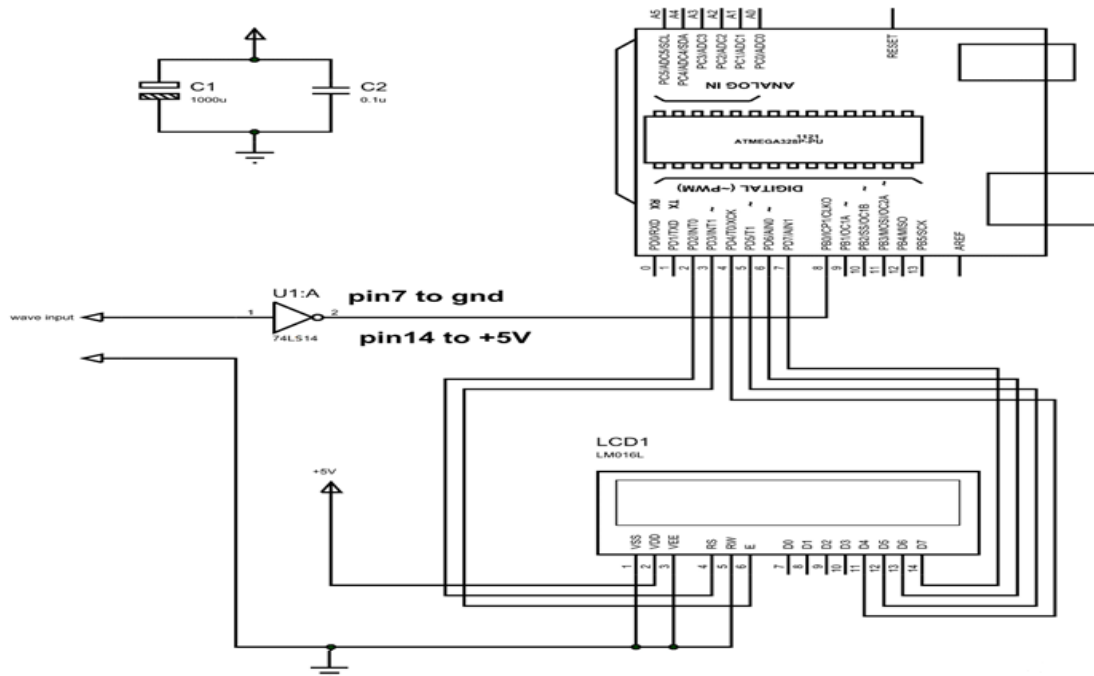 A5
A4
A3
A2
A1
A0
PC5/ADC5/SCL
PC4/ADC4/SDA
PC3/ADC3
PC2/ADC2
PC1/ADC1
PC0/ADC0
RESET
ANALOG IN
C1
1000u
C2
0.1u
1121
ATMEGA328P-PU
DIGITAL (~PWM)
RX
TX
~
~
~
~
~
~
PD0/RXD
PD1/TXD
PD2/INT0
PD3/INT1
PD4/T0/XCK
PD5/T1
PD6/AIN0
PD7/AIN1
PB0/ICP1/CLKO
PB1/OC1A
PB2/SS/OC1B
PB3/MOSI/OC2A
PB4/MISO
PB5/SCK
AREF
0
1
2
3
4
5
6
7
8
9
10
11
12
13
U1:A
pin7 to gnd
wave input
1
2
74LS14
pin14 to +5V
LCD1
LM016L
+5V
VSS
VDD
VEE
RS
RW
E
D0
D1
D2
D3
D4
D5
D6
D7
1
2
3
4
5
6
7
8
9
10
11
12
13
14